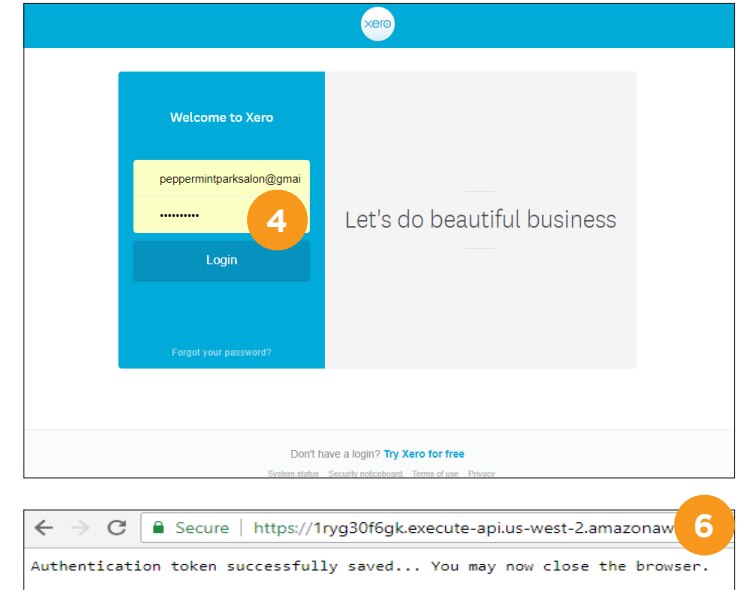 xero
Welcome to Xero
peppermintparksalon@gmai
••••••••••
4
Login
Forgot your password?
Let's do beautiful business
Don't have a login? Try Xero for free
System status Security noticeboard Terms of use Privacy
6
Secure | https://1ryg30f6gk.execute-api.us-west-2.amazonaw
Authentication token successfully saved... You may now close the browser.